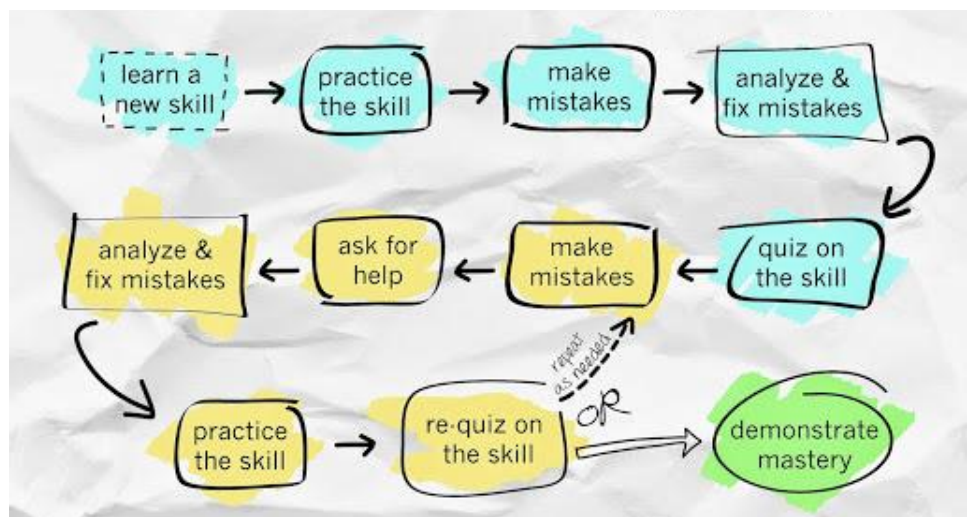 learn a
new skill
practice
the skill
make
mistakes
analyze &
fix mistakes
quiz on
the skill
make
mistakes
ask for
help
analyze &
fix mistakes
practice
the skill
re-quiz on
the skill
repeat
as needed
OR
demonstrate
mastery